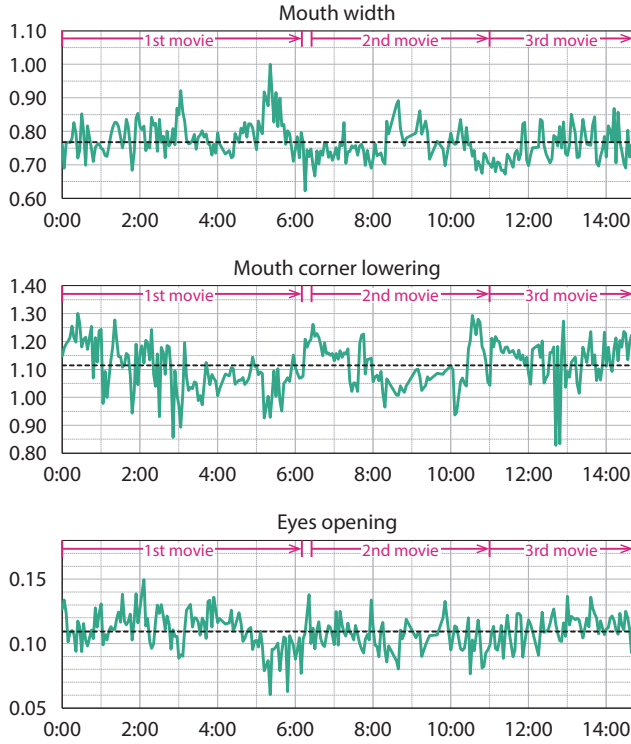 Mouth width
1.10
1st movie 2nd movie 3rd movie
1.00
0.90
0.80
0.70
0.60
0:00 2:00 4:00 6:00 8:00 10:00 12:00 14:00
Mouth corner lowering
1.40
1st movie 2nd movie 3rd movie
1.30
1.20
1.10
1.00
0.90
0.80
0:00 2:00 4:00 6:00 8:00 10:00 12:00 14:00
Eyes opening
1st movie 2nd movie 3rd movie
0.15
0.10
0.05
0:00 2:00 4:00 6:00 8:00 10:00 12:00 14:00